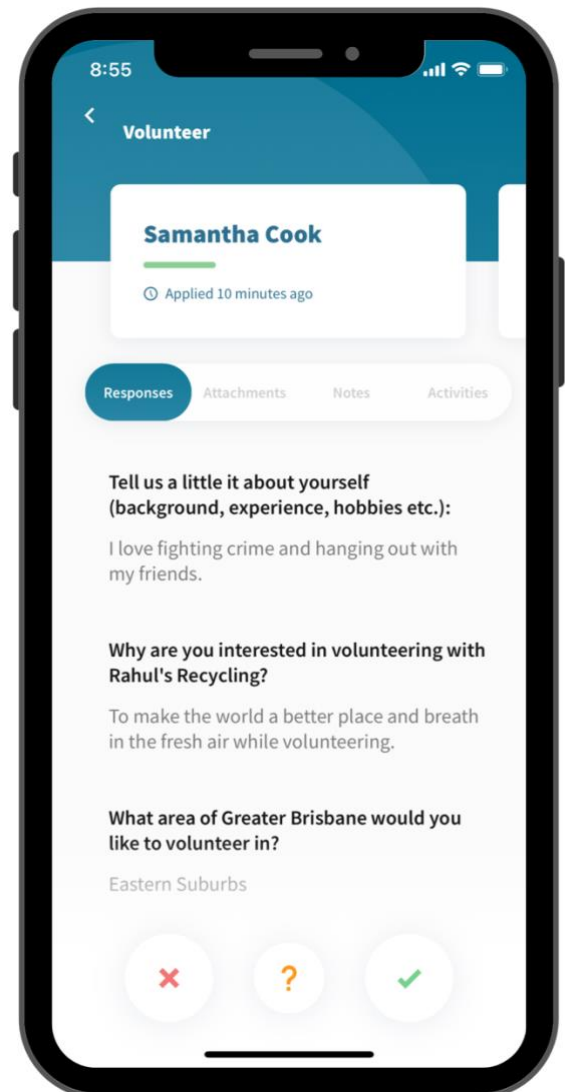 8:55
Volunteer
Samantha Cook
Applied 10 minutes ago
Responses Attachments Notes Activities
Tell us a little it about yourself
(background, experience, hobbies etc.):
I love fighting crime and hanging out with
my friends.
Why are you interested in volunteering with
Rahul's Recycling?
To make the world a better place and breath
in the fresh air while volunteering.
What area of Greater Brisbane would you
like to volunteer in?
Eastern Suburbs
?